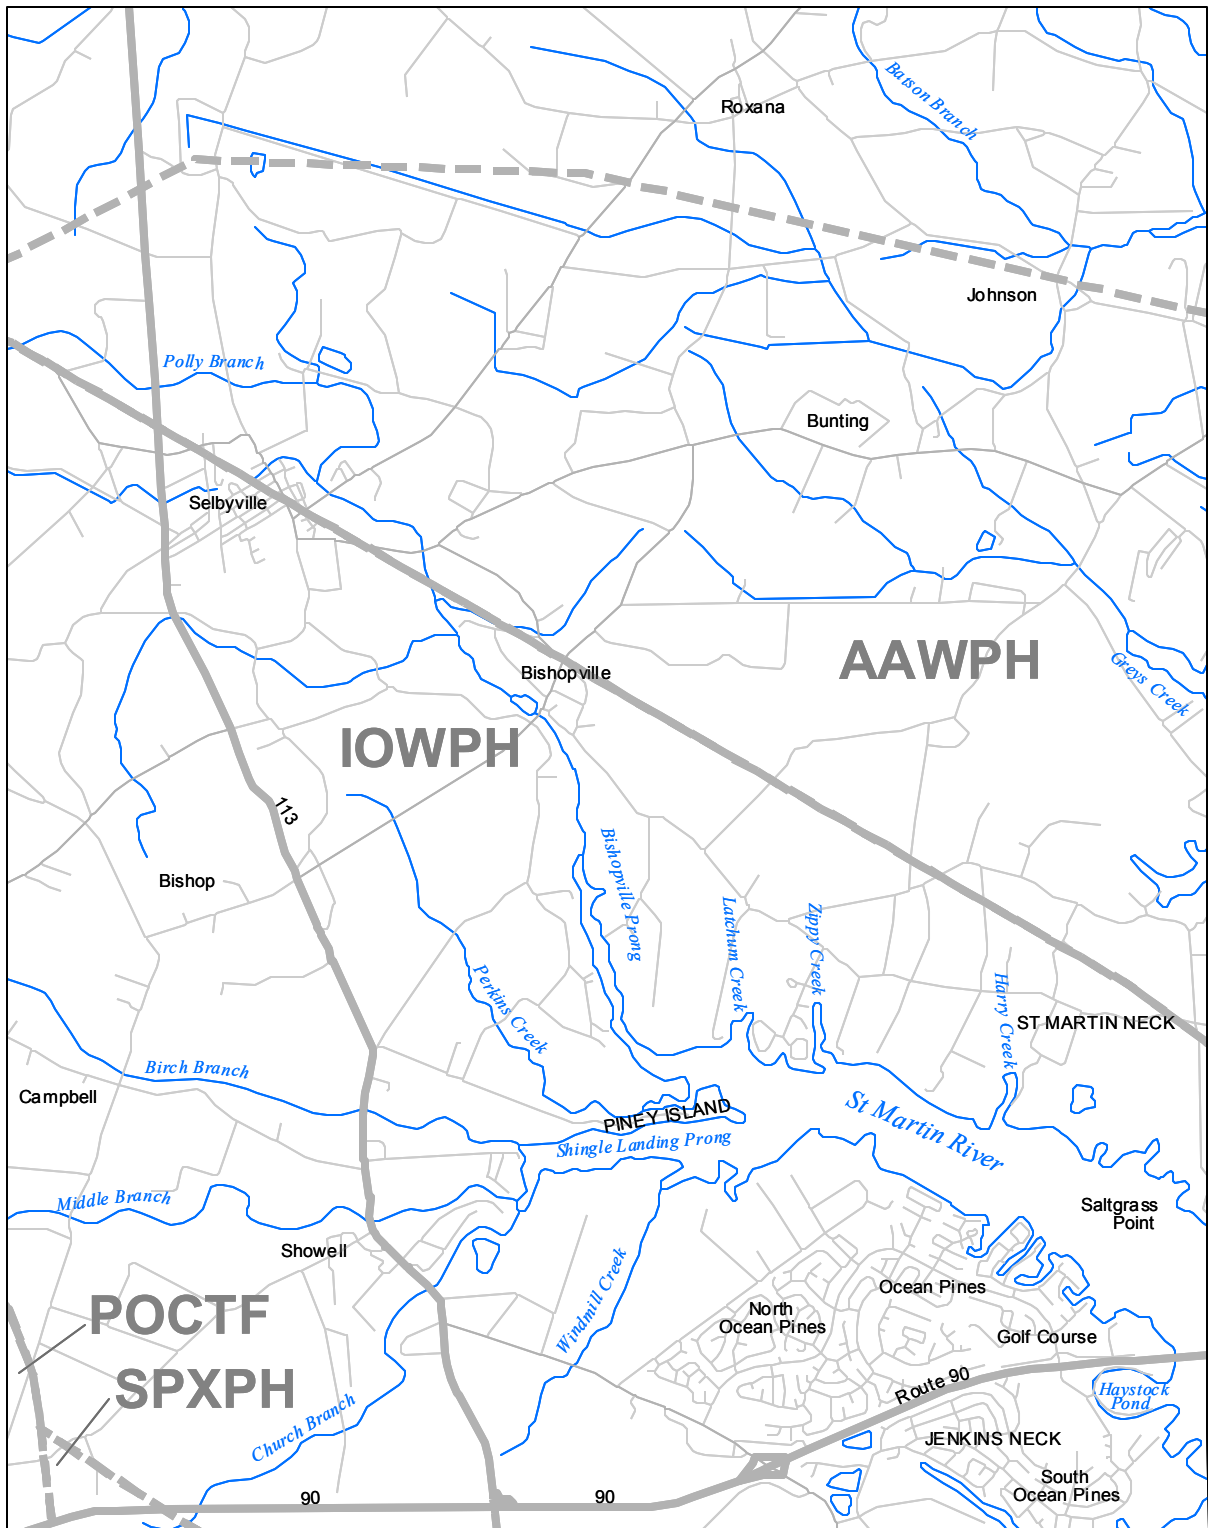 Roxana
Batson Branch
Johnson
Polly Branch
Bunting
Selbyville
AAWPH
Bishopville
Greys Creek
IOWPH
113
Bishop
Bishopville Prong
Latchum Creek
Zippy Creek
Perkins Creek
Harry Creek
ST MARTIN NECK
Birch Branch
Campbell
PINEY ISLAND
St Martin River
Shingle Landing Prong
Middle Branch
Saltgrass
Point
Showell
Windmill Creek
Ocean Pines
POCTF
North
Ocean Pines
Golf Course
SPXPH
Route 90
Haystock
Pond
Church Branch
JENKINS NECK
South
Ocean Pines
90
90